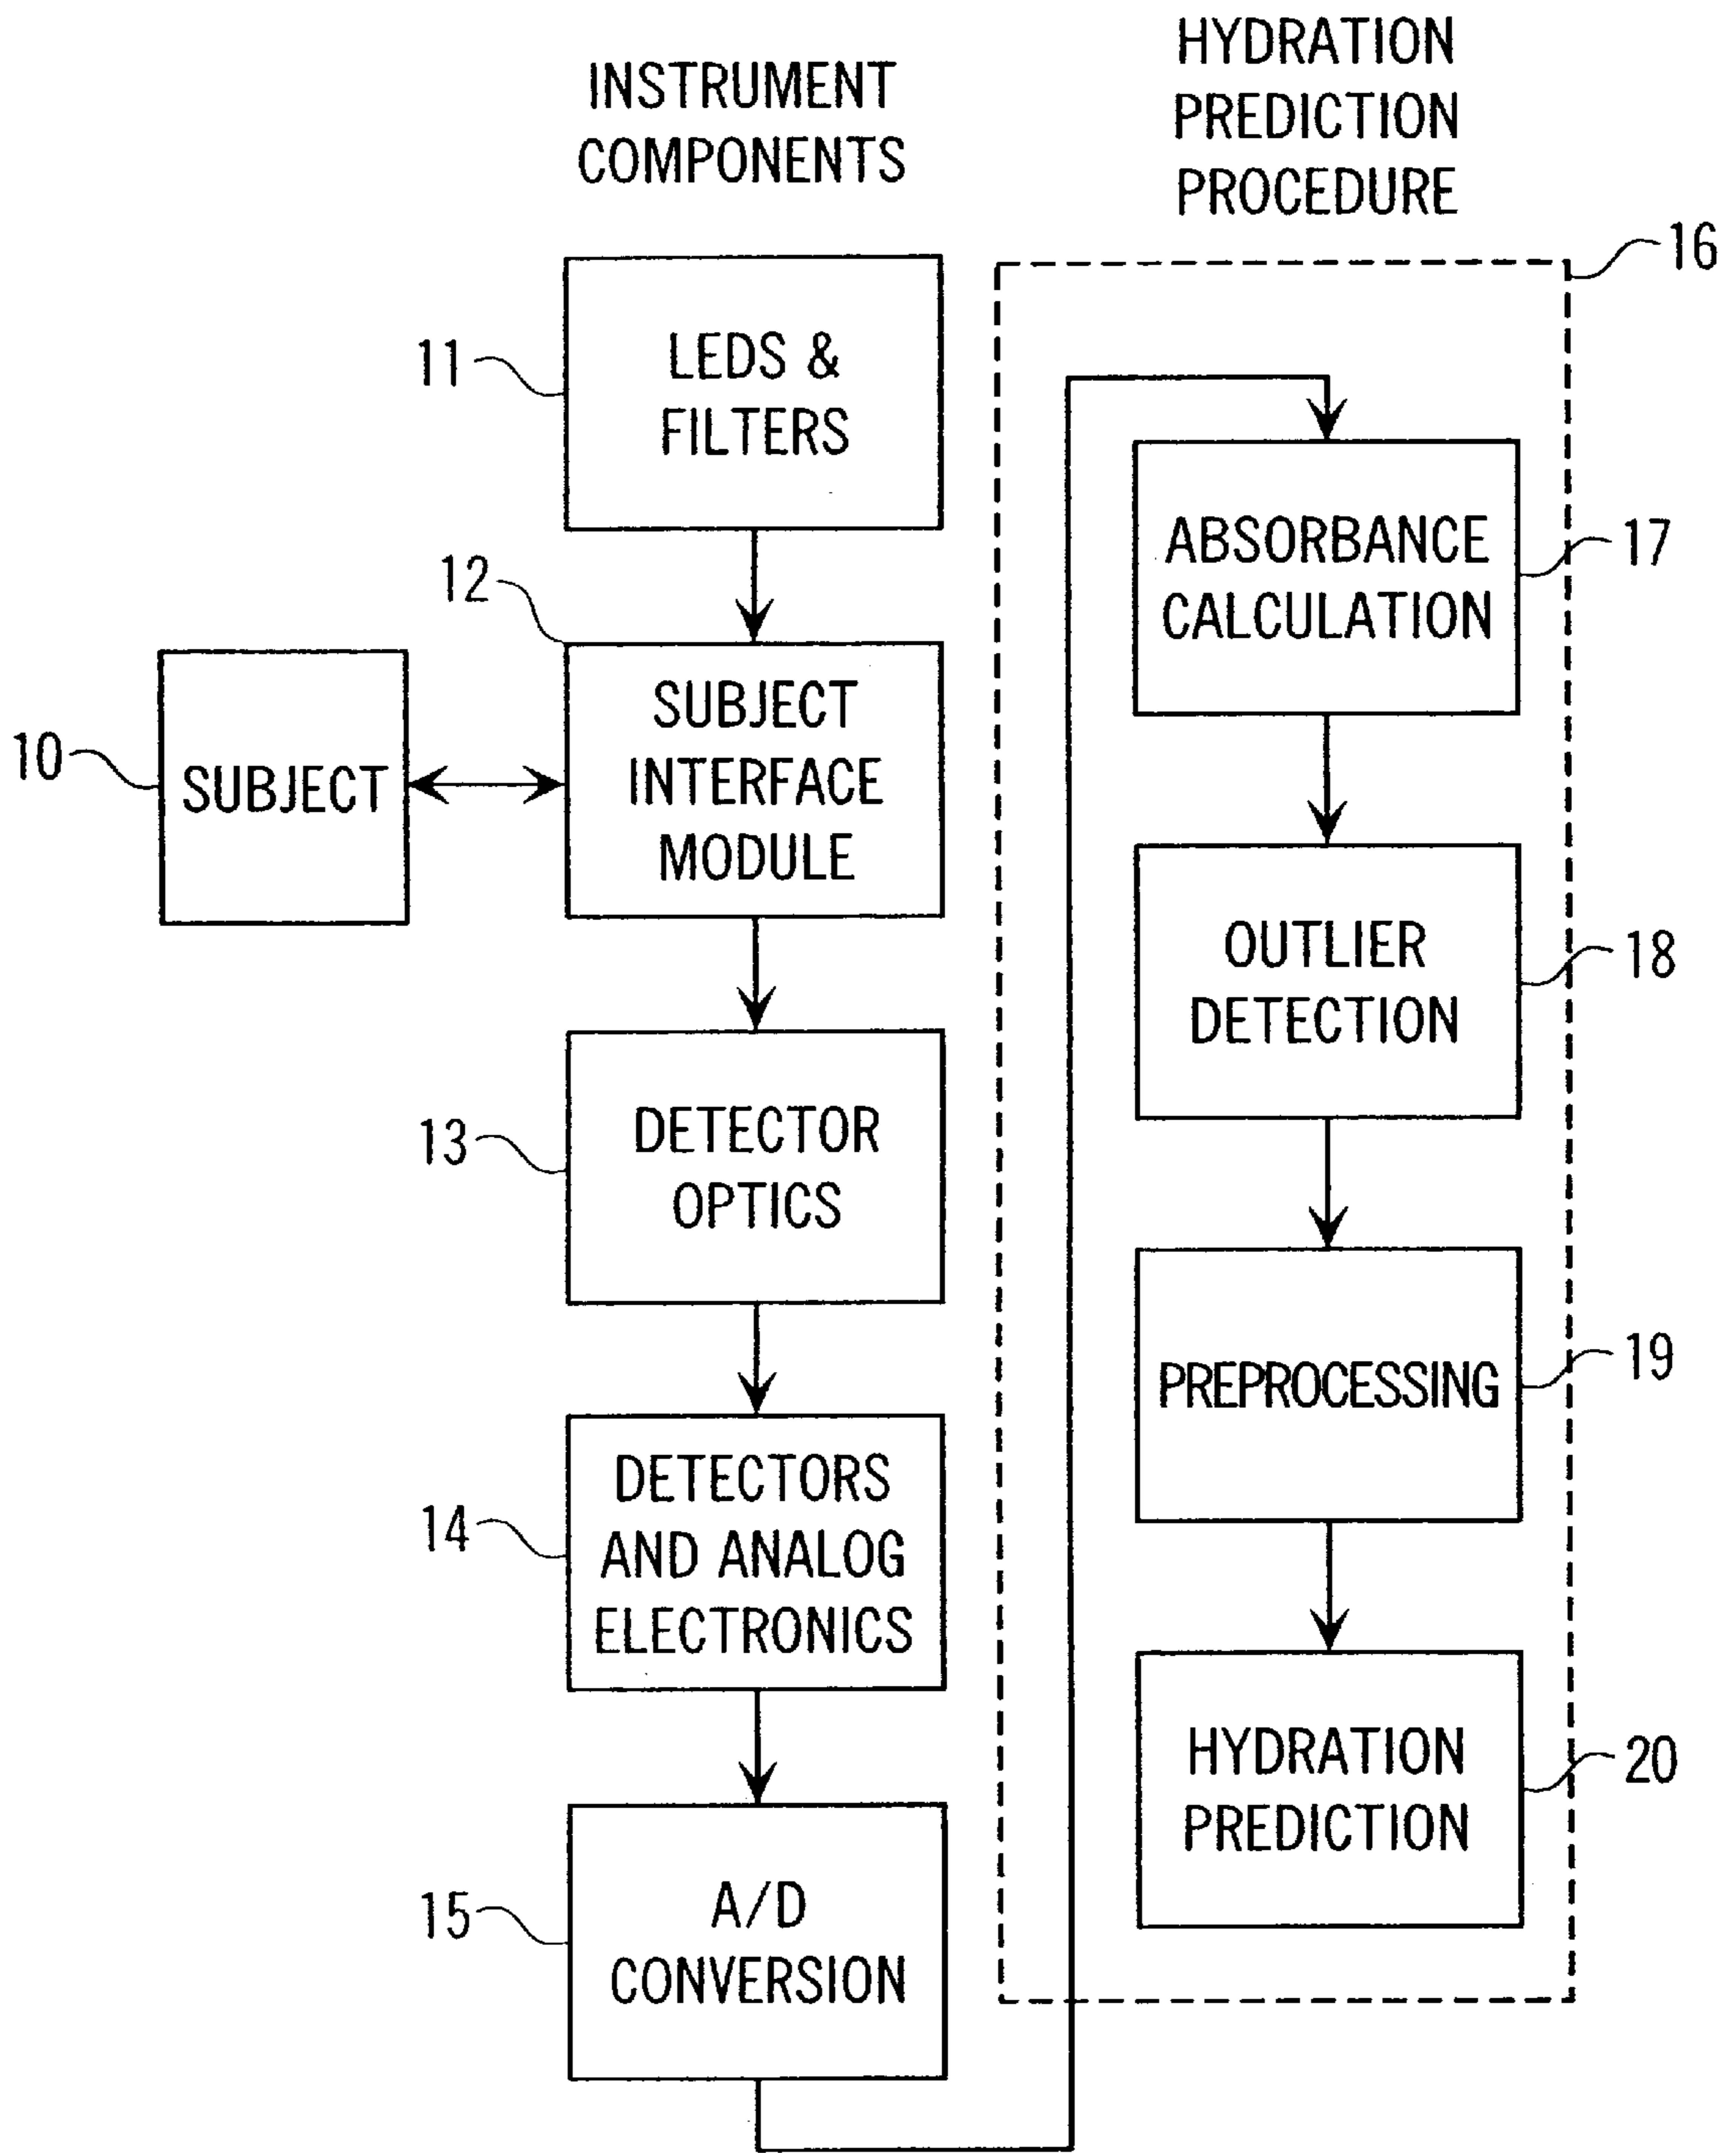 INSTRUMENT
COMPONENTS
11
LEDS &
FILTERS
12
SUBJECT
INTERFACE
MODULE
10
SUBJECT
13
DETECTOR
OPTICS
14
DETECTORS
AND ANALOG
ELECTRONICS
15
A/D
CONVERSION
HYDRATION
PREDICTION
PROCEDURE
16
ABSORBANCE
CALCULATION
17
OUTLIER
DETECTION
18
PREPROCESSING
19
HYDRATION
PREDICTION
20